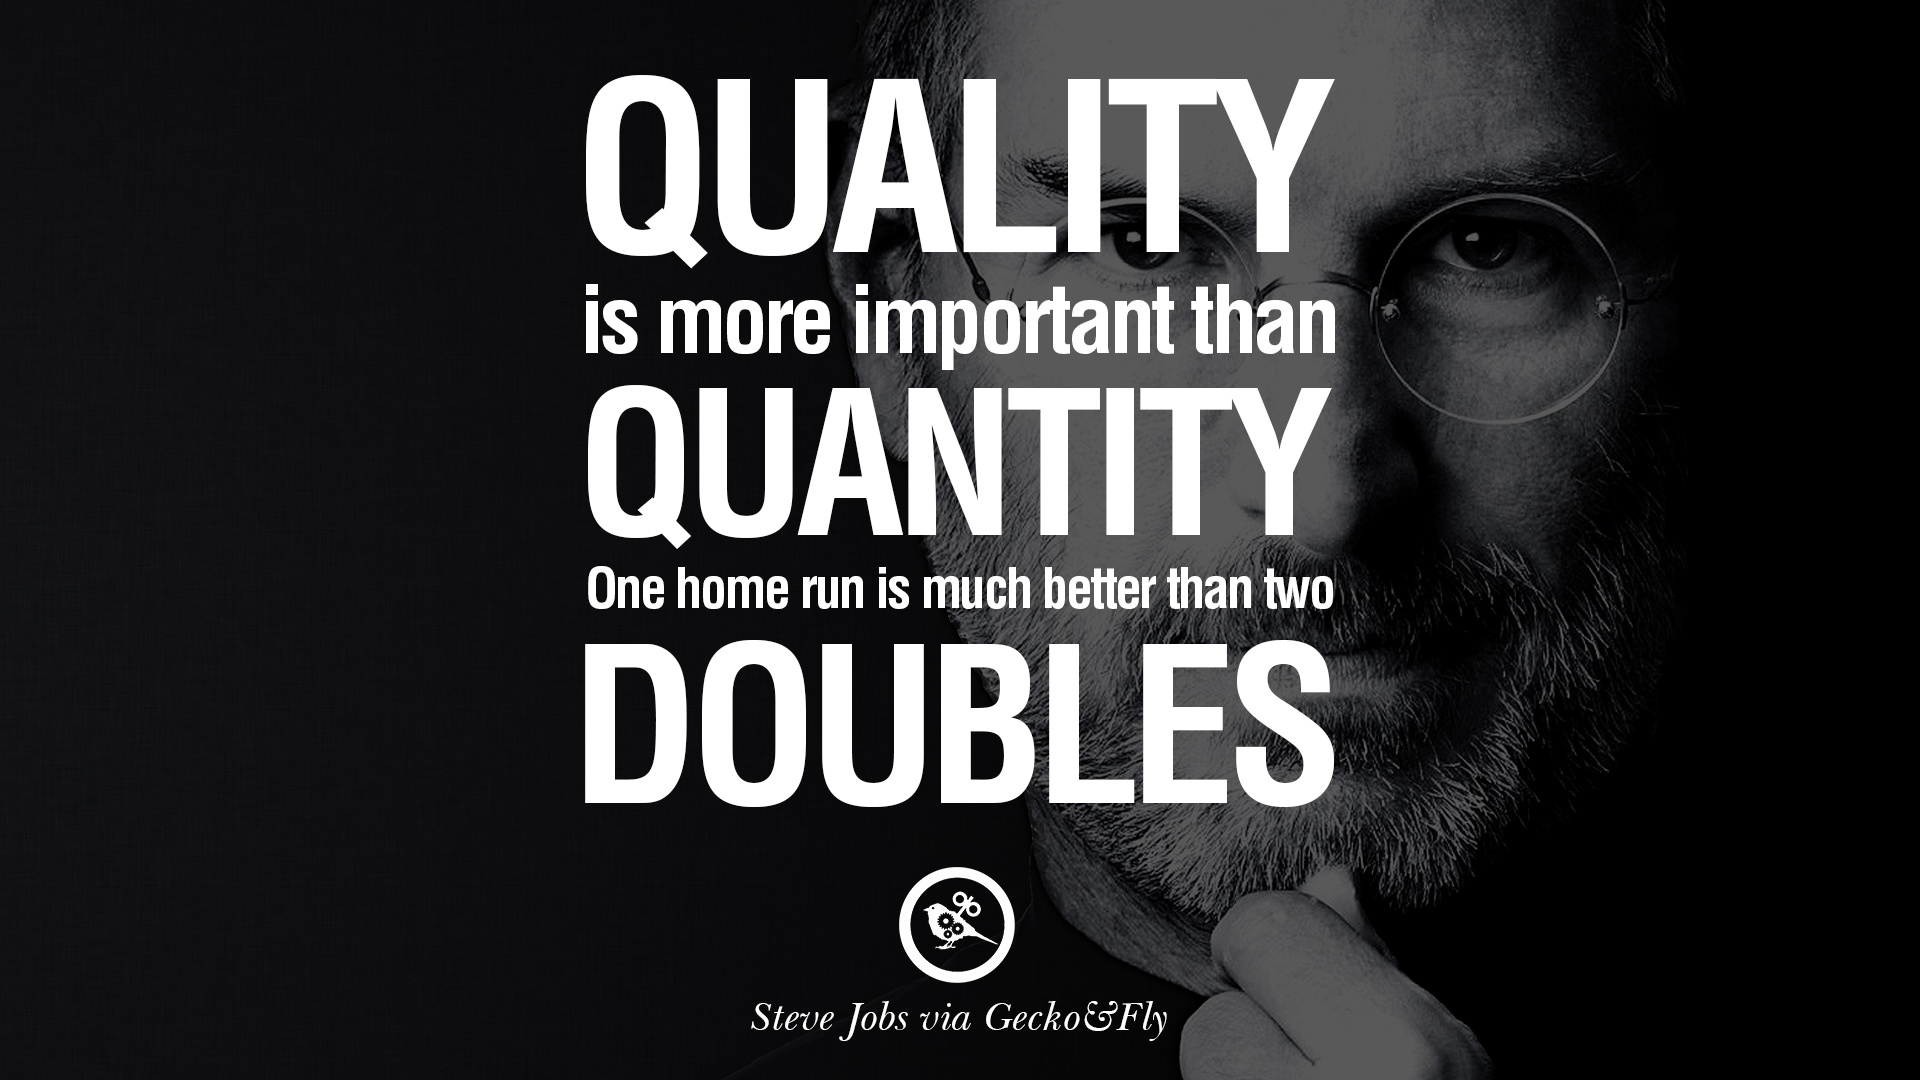 QUALITY
is more important than
QUANTITY
One home run is much better than two
DOUBLES
Steve Jobs via Gecko&Fly